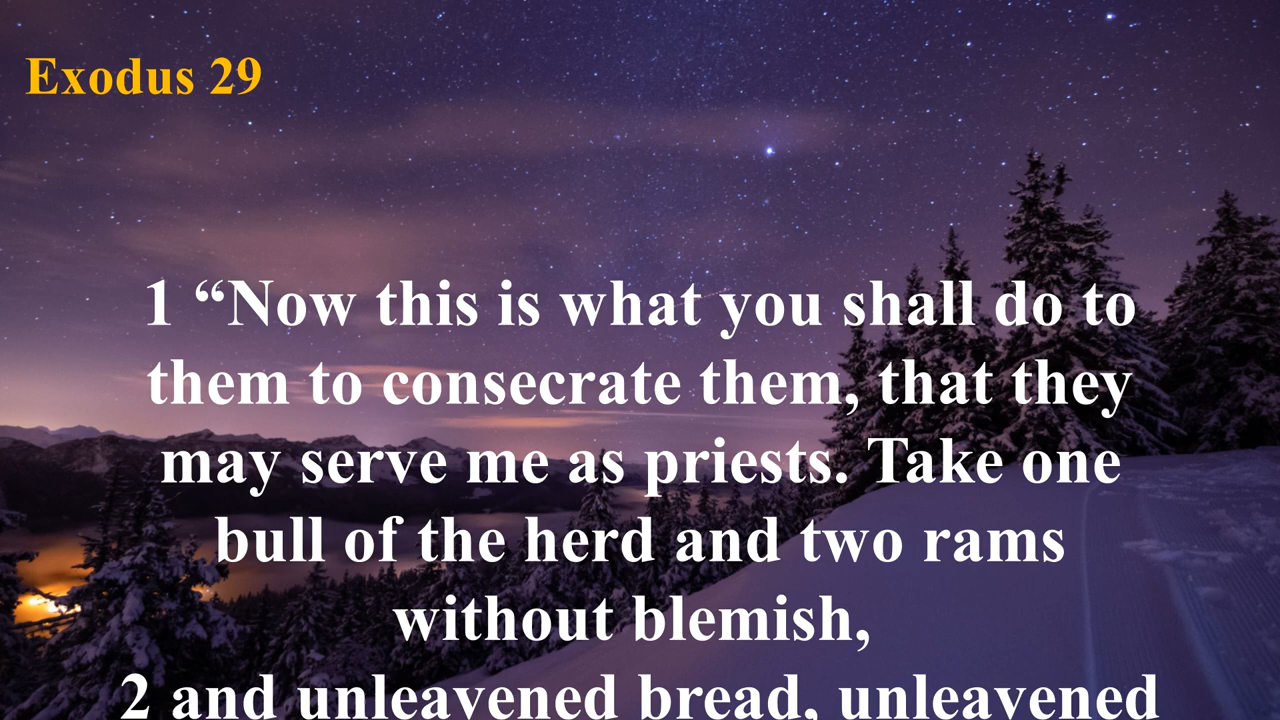 Exodus 29
1 “Now this is what you shall do to
them to consecrate them, that they
may serve me as priests. Take one
bull of the herd and two rams
without blemish,
2 and unleavened bread, unleavened